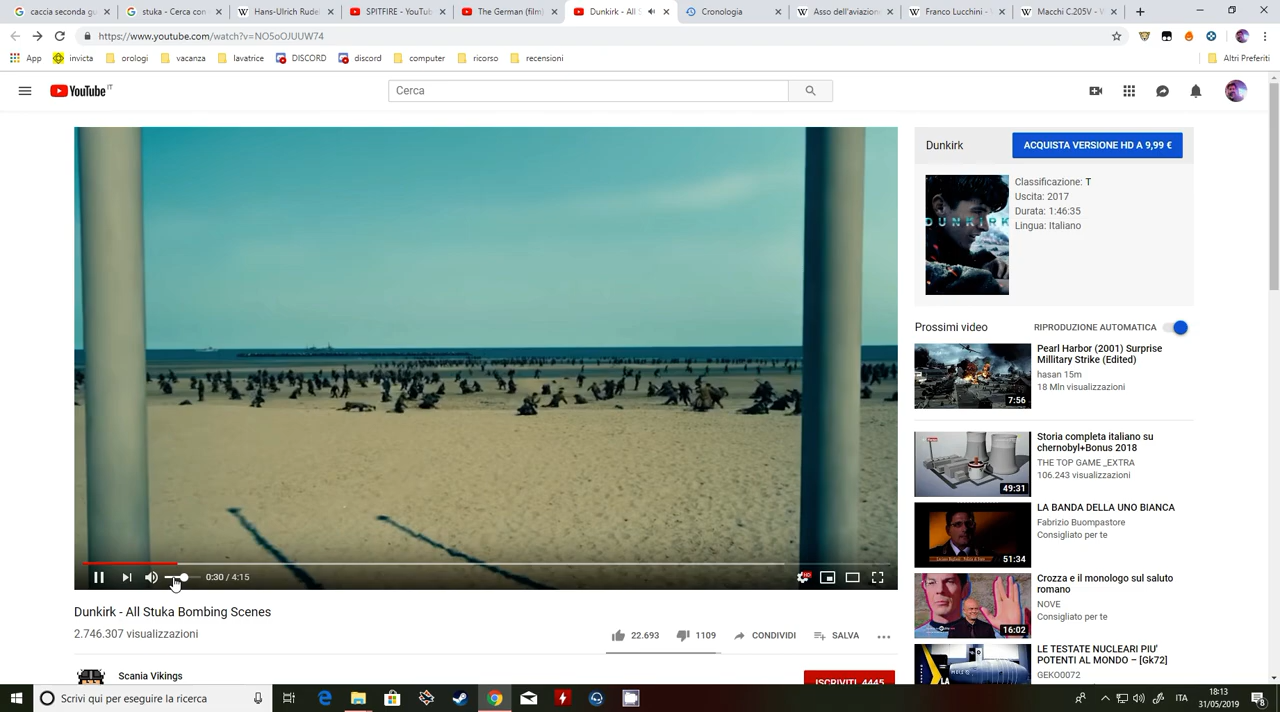 caccia seconda gu
stuka - Cerca con
Hans-Ulrich Rudel
SPITFIRE - YouTub
The German (film)
Dunkirk - All S
Cronologia
Asso dell'aviazione
Franco Lucchini - W
Macchi C.205V - W
https://www.youtube.com/watch?v=NO5oOJUUW74
App
invicta
orologi
vacanza
lavatrice
DISCORD
discord
computer
ricorso
recensioni
Altri Preferiti
YouTube IT
Cerca
Dunkirk
ACQUISTA VERSIONE HD A 9,99 €
DUNKIRK
Classificazione: T
Uscita: 2017
Durata: 1:46:35
Lingua: Italiano
Prossimi video
RIPRODUZIONE AUTOMATICA
Pearl Harbor (2001) Surprise
Millitary Strike (Edited)
hasan 15m
18 Mln visualizzazioni
7:56
Storia completa italiano su
chernobyl+Bonus 2018
THE TOP GAME _EXTRA
106.243 visualizzazioni
49:31
LA BANDA DELLA UNO BIANCA
Fabrizio Buompastore
Consigliato per te
51:34
Crozza e il monologo sul saluto
romano
NOVE
Consigliato per te
16:02
LE TESTATE NUCLEARI PIU'
POTENTI AL MONDO – [Gk72]
GEKO0072
0:30 / 4:15
HD
Dunkirk - All Stuka Bombing Scenes
2.746.307 visualizzazioni
22.693
1109
CONDIVIDI
SALVA
Scania Vikings
ISCRIVITI 4445
Scrivi qui per eseguire la ricerca
ITA
18:13
31/05/2019
8